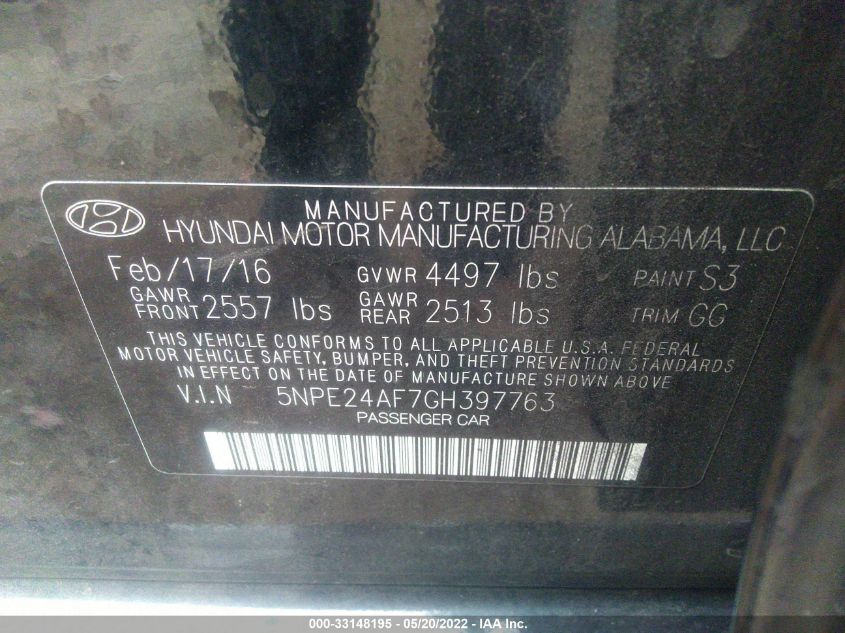 MANUFACTURED BY
HYUNDAI MOTOR MANUFACTURING ALABAMA, LLC
Feb/17/16 GVWR 4497 lbs PAINT S3
GAWR FRONT 2557 lbs GAWR REAR 2513 lbs TRIM GG
THIS VEHICLE CONFORMS TO ALL APPLICABLE U.S.A. FEDERAL
MOTOR VEHICLE SAFETY, BUMPER, AND THEFT PREVENTION STANDARDS
IN EFFECT ON THE DATE OF MANUFACTURE SHOWN ABOVE
V.I.N 5NPE24AF7GH397763
PASSENGER CAR
000-33148195 - 05/20/2022 - IAA Inc.